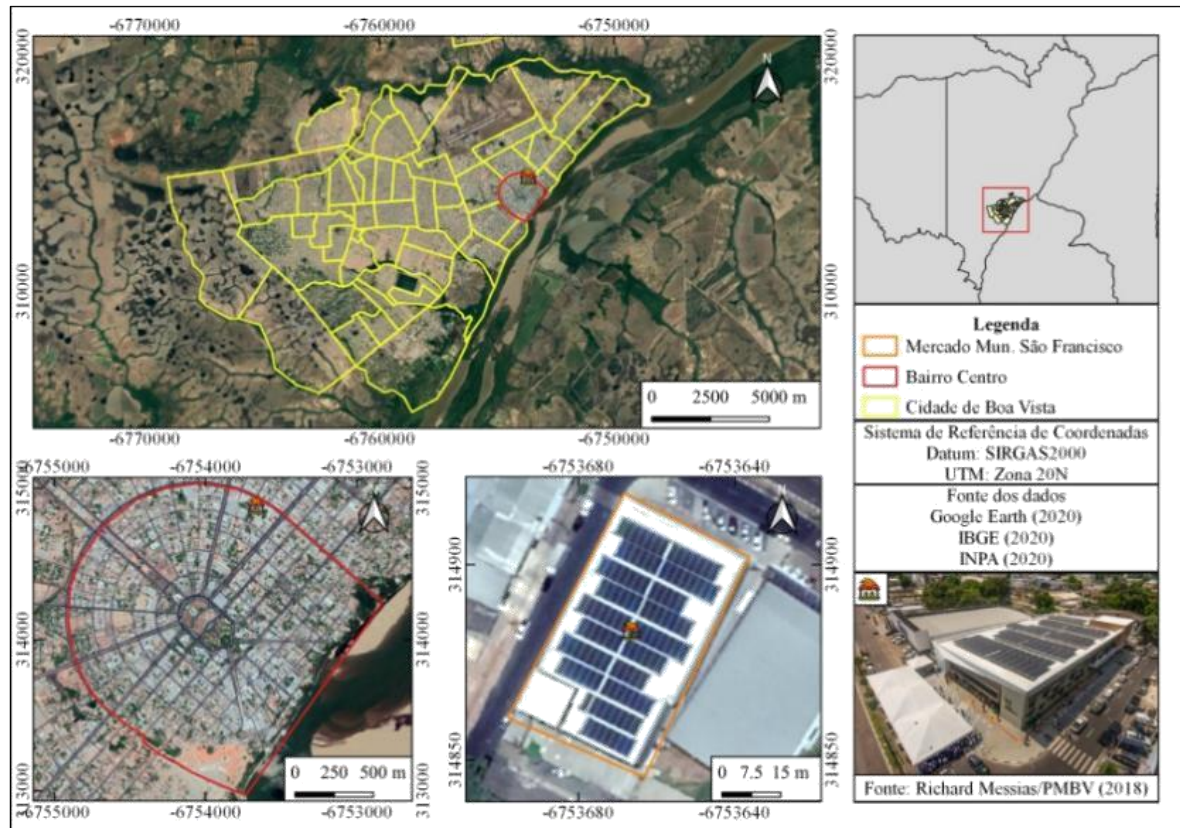 -6770000 -6760000 -6750000
320000 320000
N
310000 310000
0 2500 5000 m
-6770000 -6760000 -6750000
Legenda
Mercado Mun. São Francisco
Bairro Centro
Cidade de Boa Vista
Sistema de Referência de Coordenadas
Datum: SIRGAS2000
UTM: Zona 20N
Fonte dos dados
Google Earth (2020)
IBGE (2020)
INPA (2020)
Fonte: Richard Messias/PMBV (2018)
-6755000 -6754000 -6753000
315000 315000
314000 314000
313000 313000
0 250 500 m
-6755000 -6754000 -6753000
-6753680 -6753640
314900 314900
314850 314850
0 7.5 15 m
-6753680 -6753640